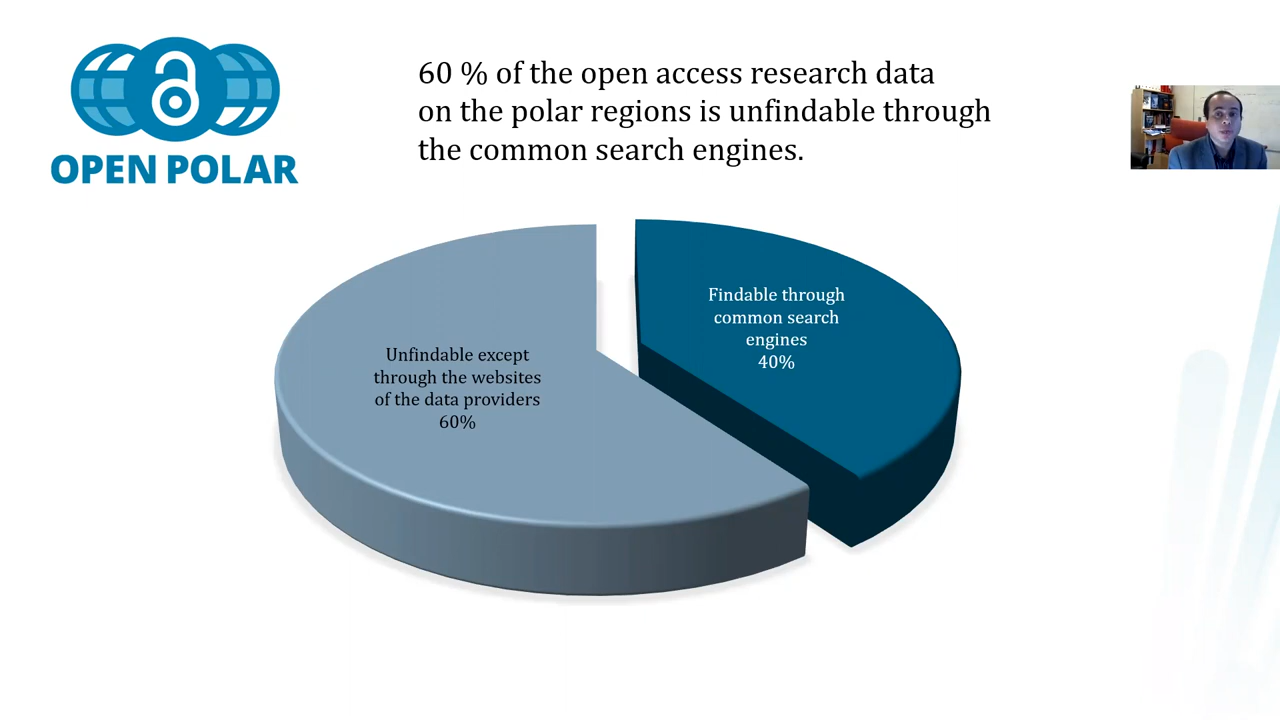 OPEN POLAR
60 % of the open access research data
on the polar regions is unfindable through
the common search engines.
Findable through
common search
engines
40%
Unfindable except
through the websites
of the data providers
60%